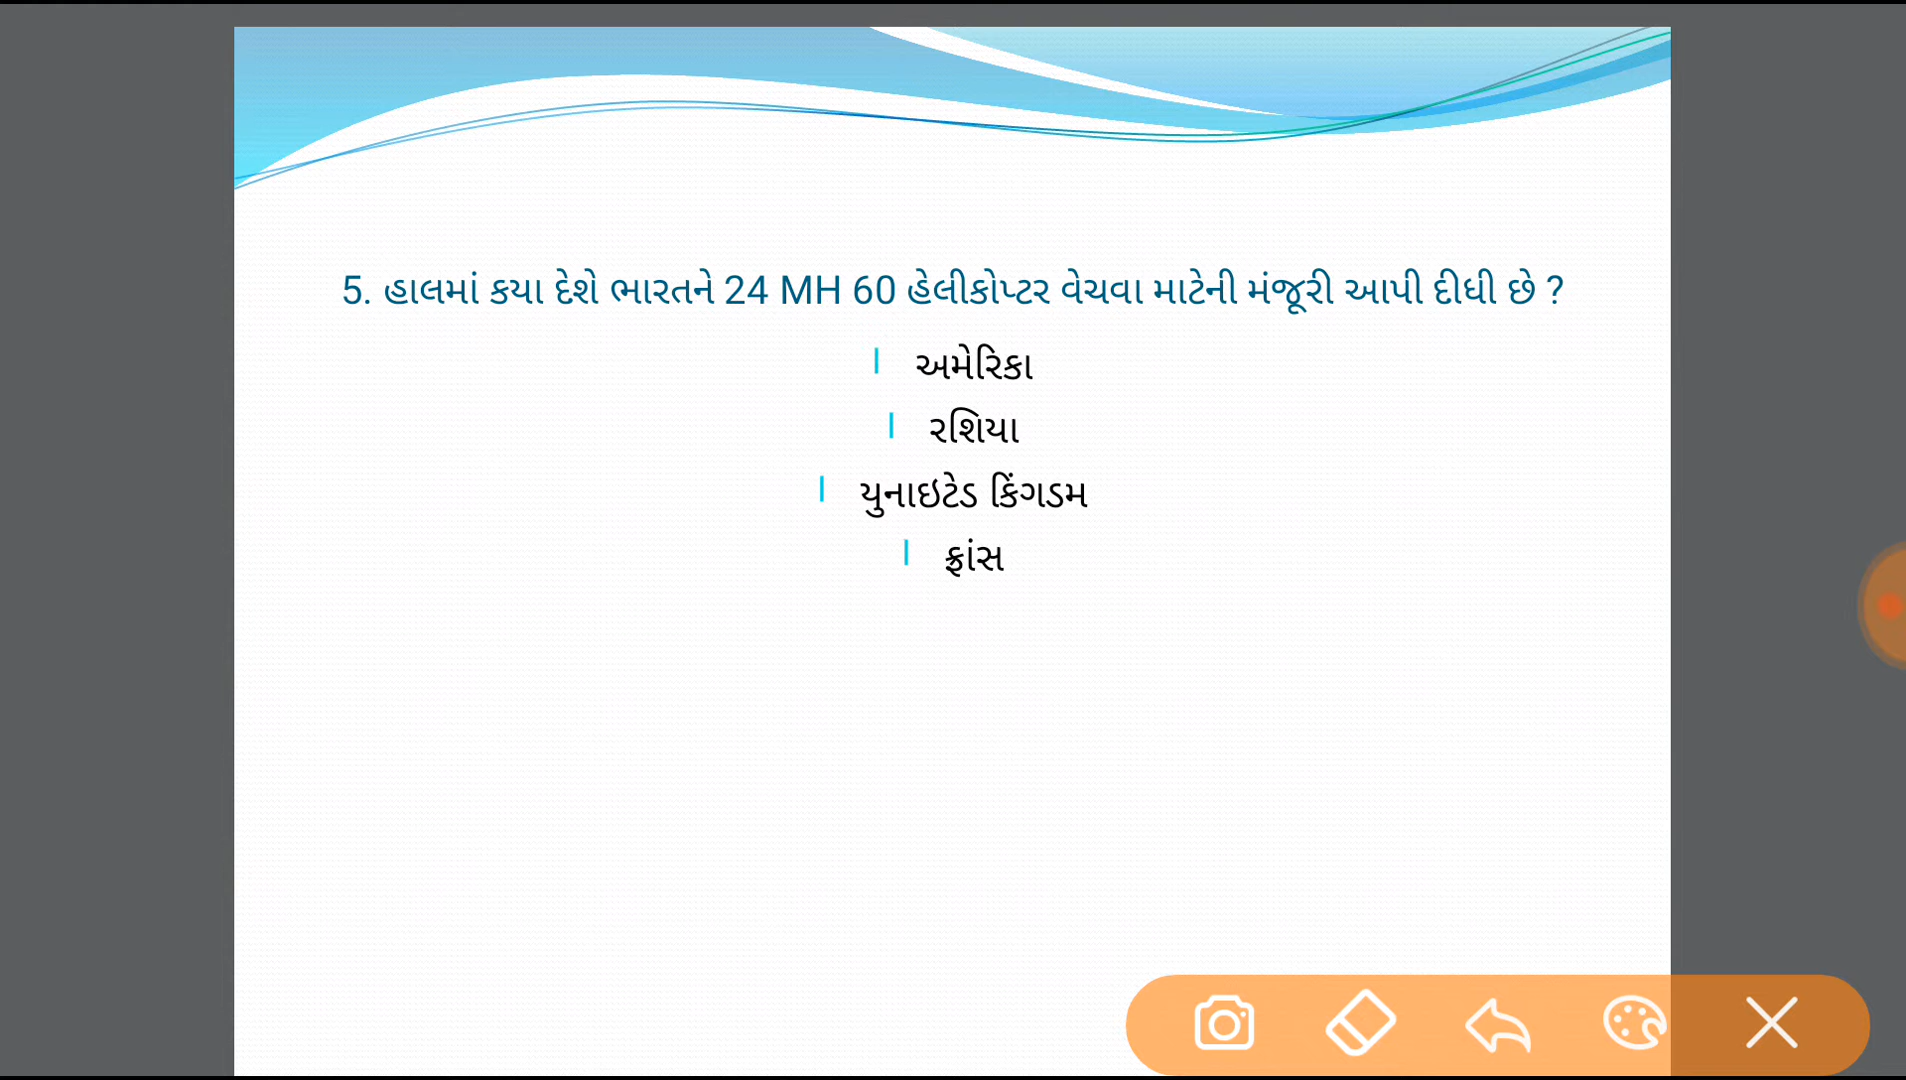 5. હાલમાં કયા દેશે ભારતને 24 MH 60 હેલીકોપ્ટર વેચવા માટેની મંજૂરી આપી દીધી છે ?
અમેરિકા
રશિયા
યુનાઇટેડ કિંગડમ
ફ્રાંસ